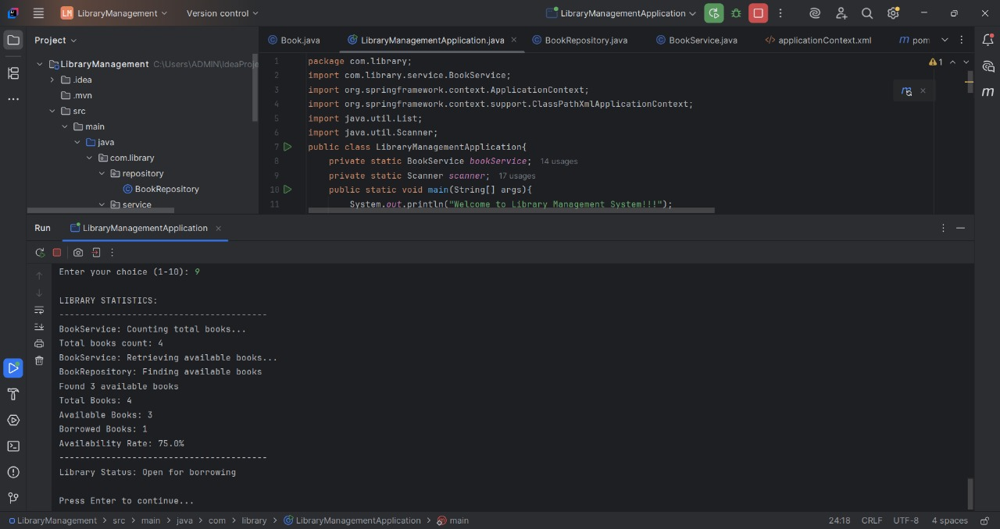 LM LibraryManagement Version control LibraryManagementApplication
Project
LibraryManagement C:\Users\ADMIN\IdeaProje
.idea
.mvn
src
main
java
com.library
repository
BookRepository
service
Book.java LibraryManagementApplication.java BookRepository.java BookService.java applicationContext.xml pom
1 package com.library;
2 import com.library.service.BookService;
3 import org.springframework.context.ApplicationContext;
4 import org.springframework.context.support.ClassPathXmlApplicationContext;
5 import java.util.List;
6 import java.util.Scanner;
7 public class LibraryManagementApplication{
8 private static BookService bookService; 14 usages
9 private static Scanner scanner; 17 usages
10 public static void main(String[] args){
11 System.out.println("Welcome to Library Management System!!!");
1
Run LibraryManagementApplication
Enter your choice (1-10): 9
LIBRARY STATISTICS:
----------------------------------------
BookService: Counting total books...
Total books count: 4
BookService: Retrieving available books...
BookRepository: Finding available books
Found 3 available books
Total Books: 4
Available Books: 3
Borrowed Books: 1
Availability Rate: 75.0%
----------------------------------------
Library Status: Open for borrowing
Press Enter to continue...
LibraryManagement > src > main > java > com > library > LibraryManagementApplication > main 24:18 CRLF UTF-8 4 spaces